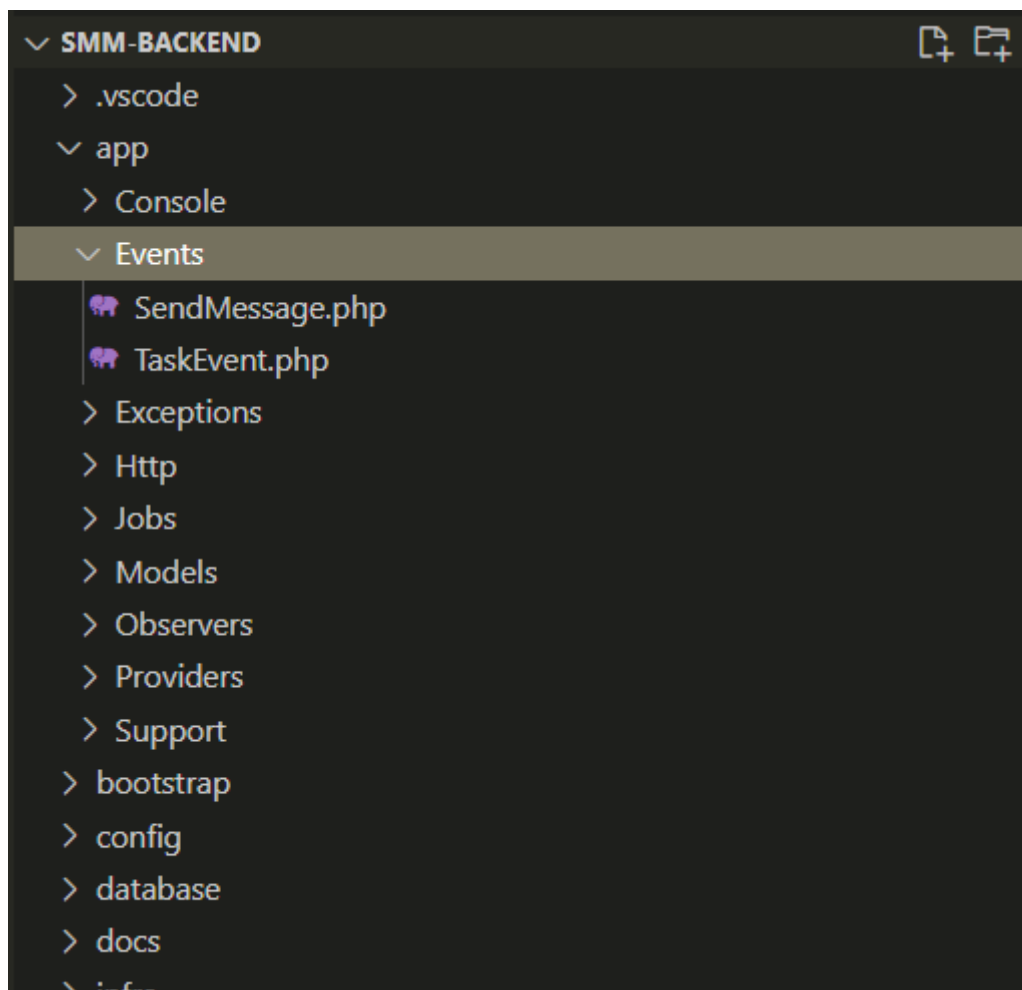 SMM-BACKEND
.vscode
app
Console
Events
SendMessage.php
TaskEvent.php
Exceptions
Http
Jobs
Models
Observers
Providers
Support
bootstrap
config
database
docs